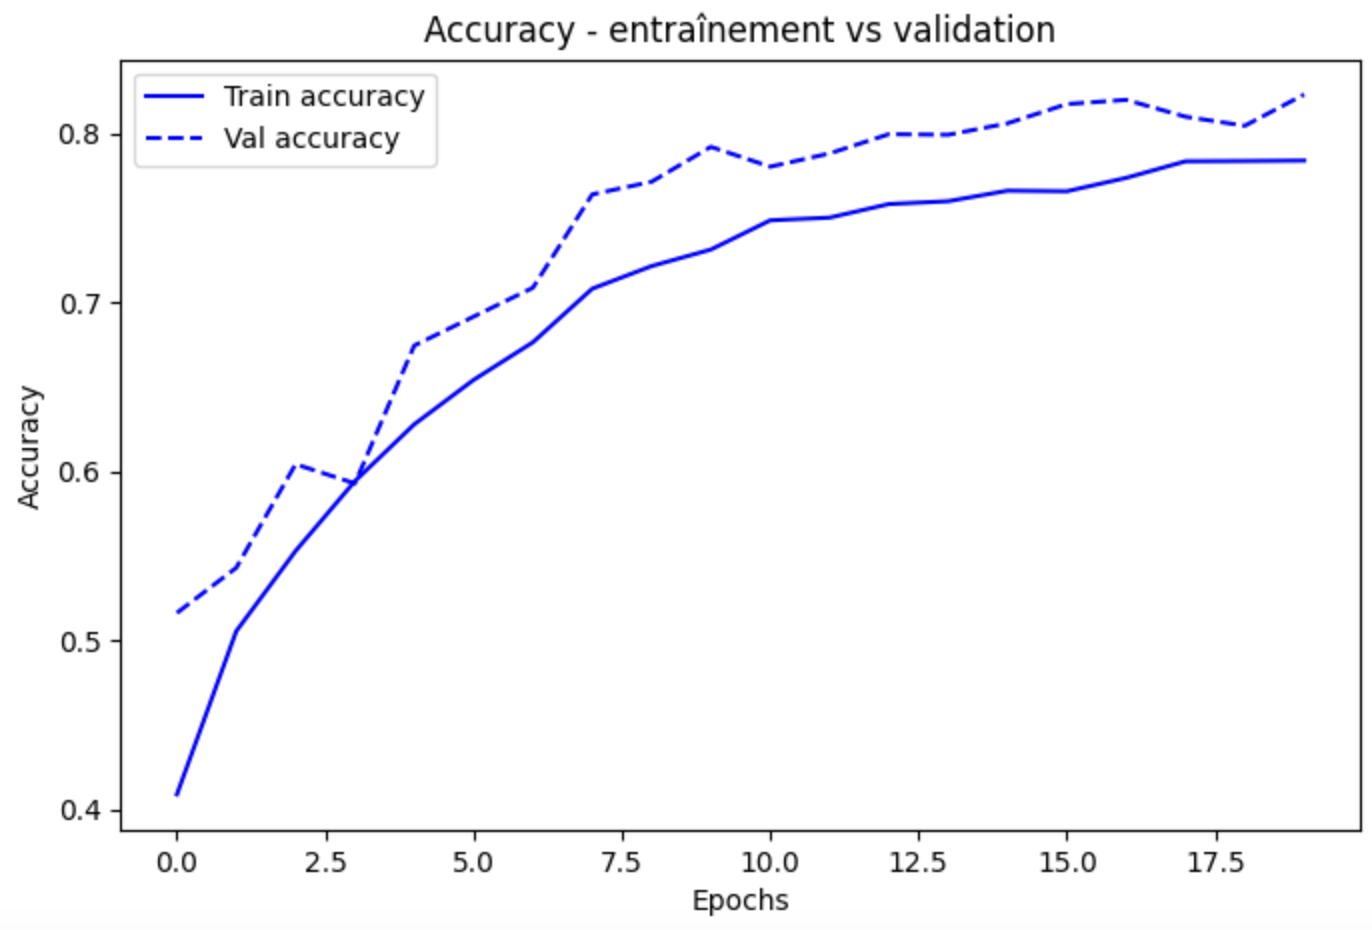 Accuracy - entraînement vs validation
Train accuracy
Val accuracy
0.8
0.7
0.6
0.5
0.4
Accuracy
0.0 2.5 5.0 7.5 10.0 12.5 15.0 17.5
Epochs